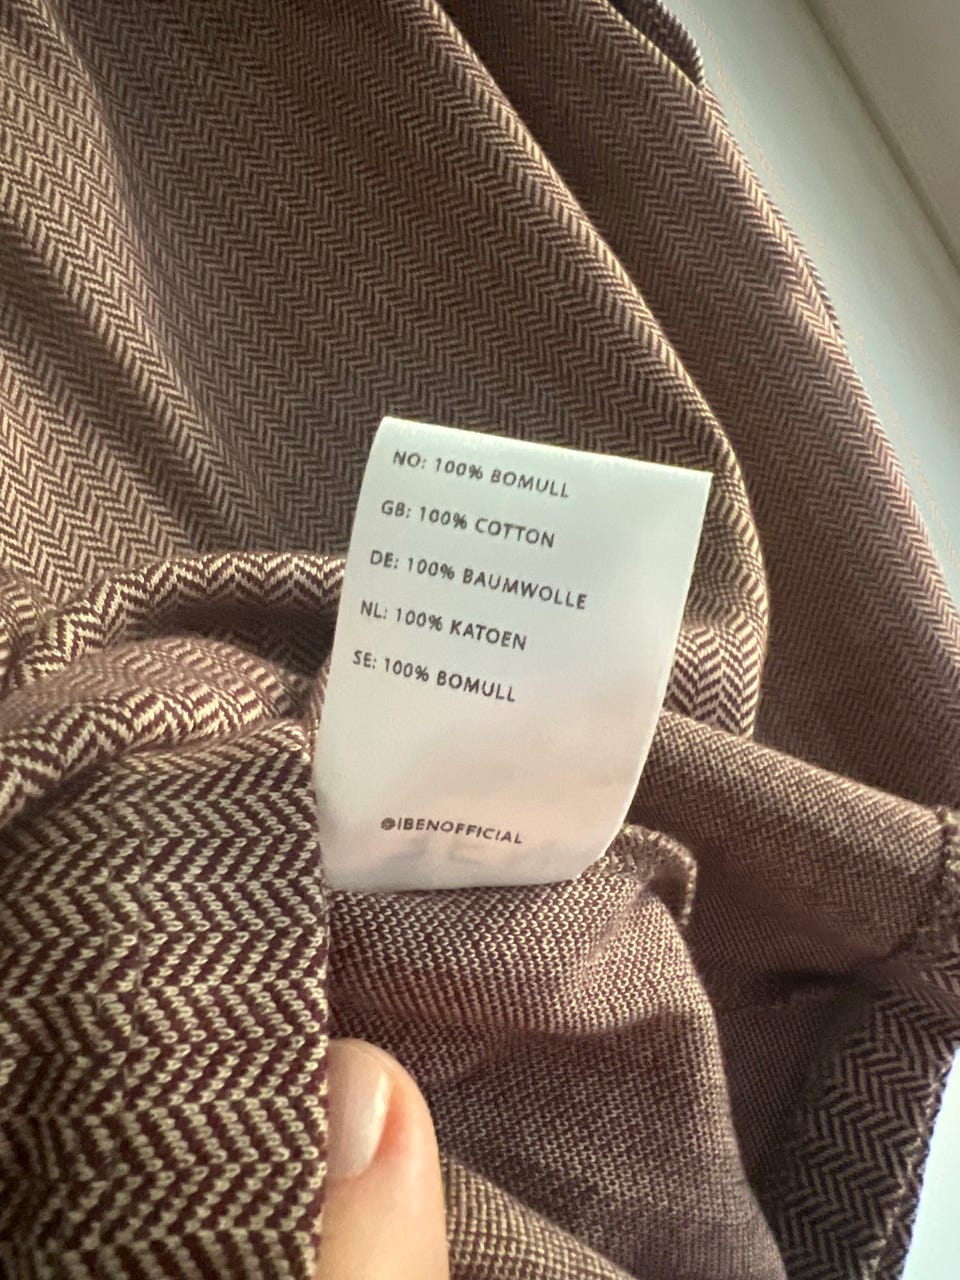 NO: 100% BOMULL
GB: 100% COTTON
DE: 100% BAUMWOLLE
NL: 100% KATOEN
SE: 100% BOMULL
@IBENOFFICIAL